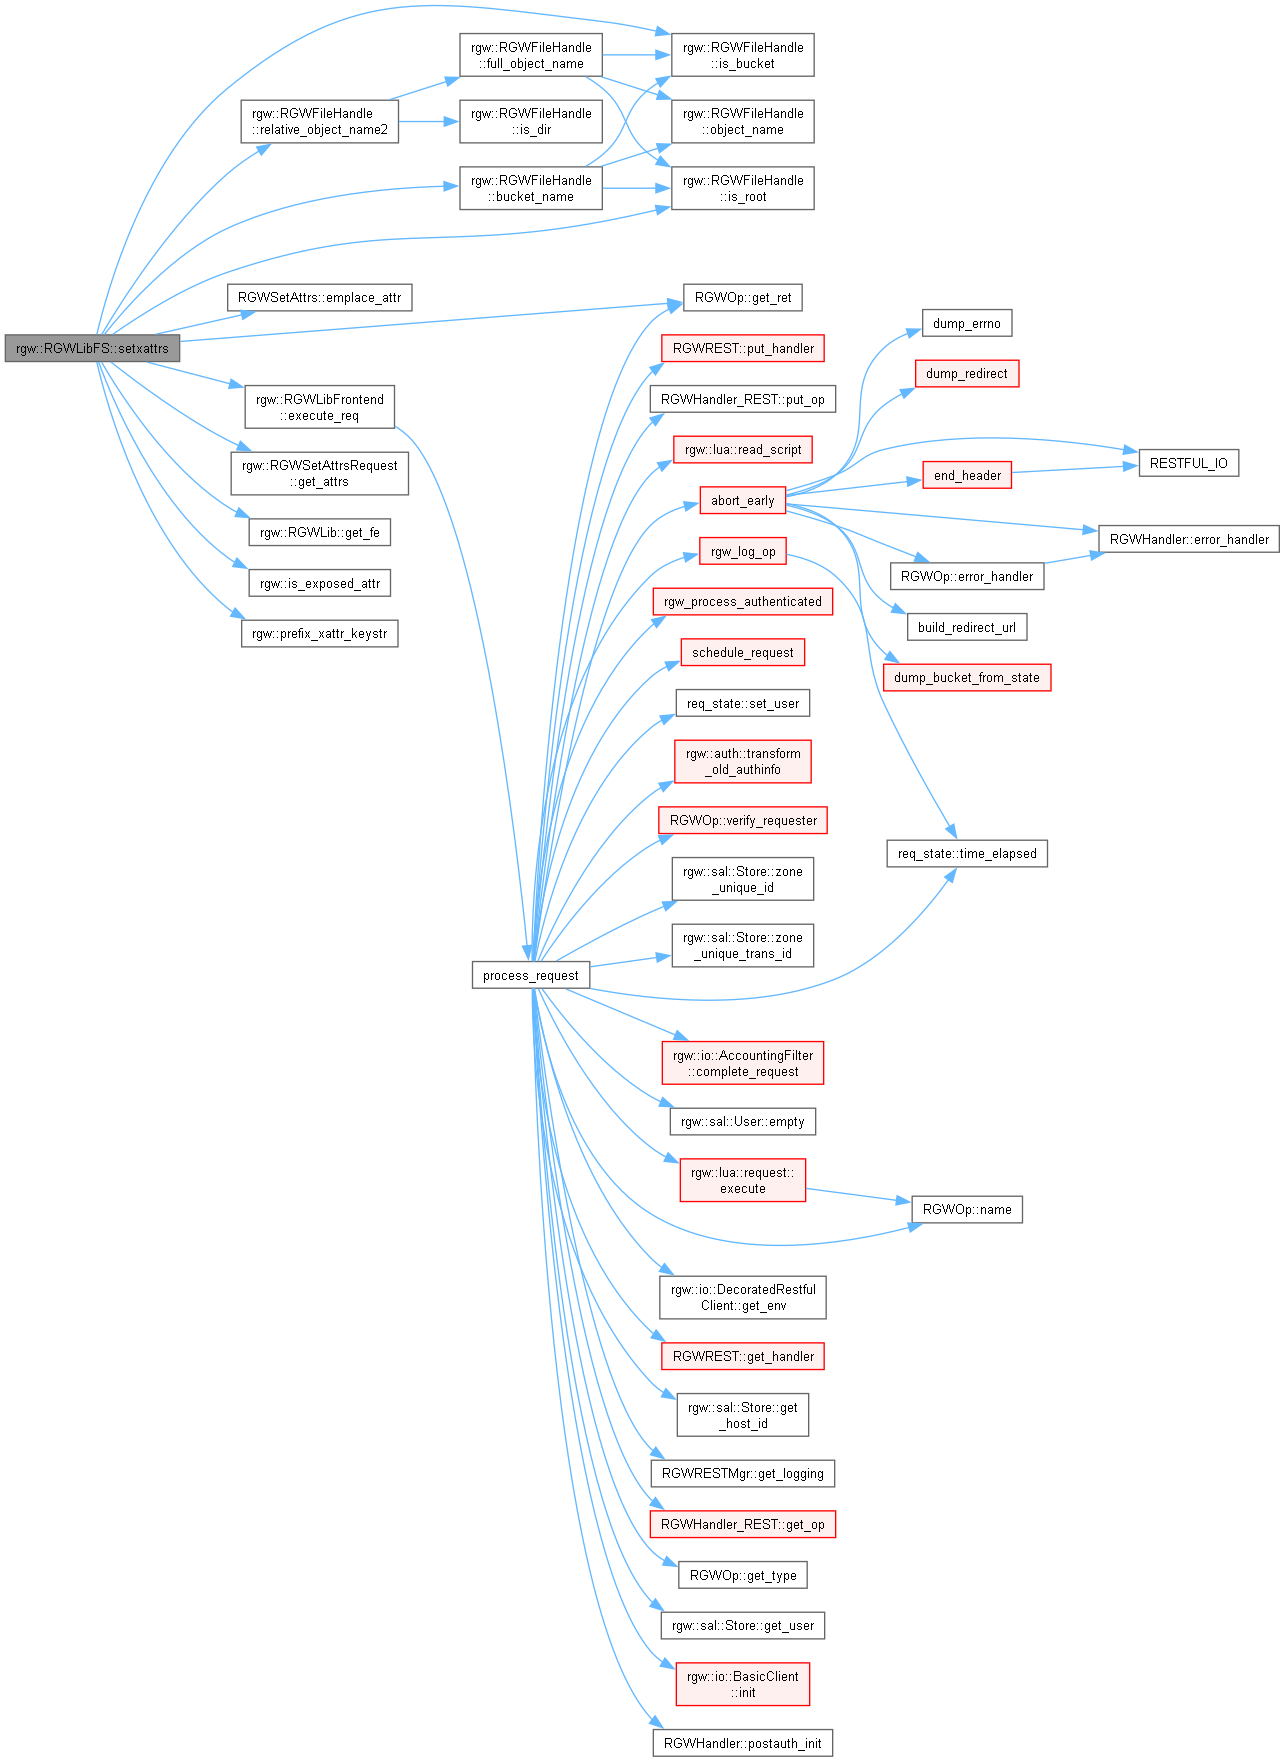 rgw::RGWLibFS::setxattrs
rgw::RGWFileHandle
::relative_object_name2
RGWSetAttrs::emplace_attr
rgw::RGWLibFrontend
::execute_req
rgw::RGWSetAttrsRequest
::get_attrs
rgw::RGWLib::get_fe
rgw::is_exposed_attr
rgw::prefix_xattr_keystr
rgw::RGWFileHandle
::full_object_name
rgw::RGWFileHandle
::is_dir
rgw::RGWFileHandle
::bucket_name
process_request
rgw::RGWFileHandle
::is_bucket
rgw::RGWFileHandle
::object_name
rgw::RGWFileHandle
::is_root
RGWOp::get_ret
RGWREST::put_handler
RGWHandler_REST::put_op
rgw::lua::read_script
abort_early
rgw_log_op
rgw_process_authenticated
schedule_request
req_state::set_user
rgw::auth::transform
_old_authinfo
RGWOp::verify_requester
rgw::sal::Store::zone
_unique_id
rgw::sal::Store::zone
_unique_trans_id
rgw::io::AccountingFilter
::complete_request
rgw::sal::User::empty
rgw::lua::request::
execute
rgw::io::DecoratedRestful
Client::get_env
RGWREST::get_handler
rgw::sal::Store::get
_host_id
RGWRESTMgr::get_logging
RGWHandler_REST::get_op
RGWOp::get_type
rgw::sal::Store::get_user
rgw::io::BasicClient
::init
RGWHandler::postauth_init
dump_errno
dump_redirect
end_header
RGWOp::error_handler
build_redirect_url
dump_bucket_from_state
req_state::time_elapsed
RGWOp::name
RESTFUL_IO
RGWHandler::error_handler